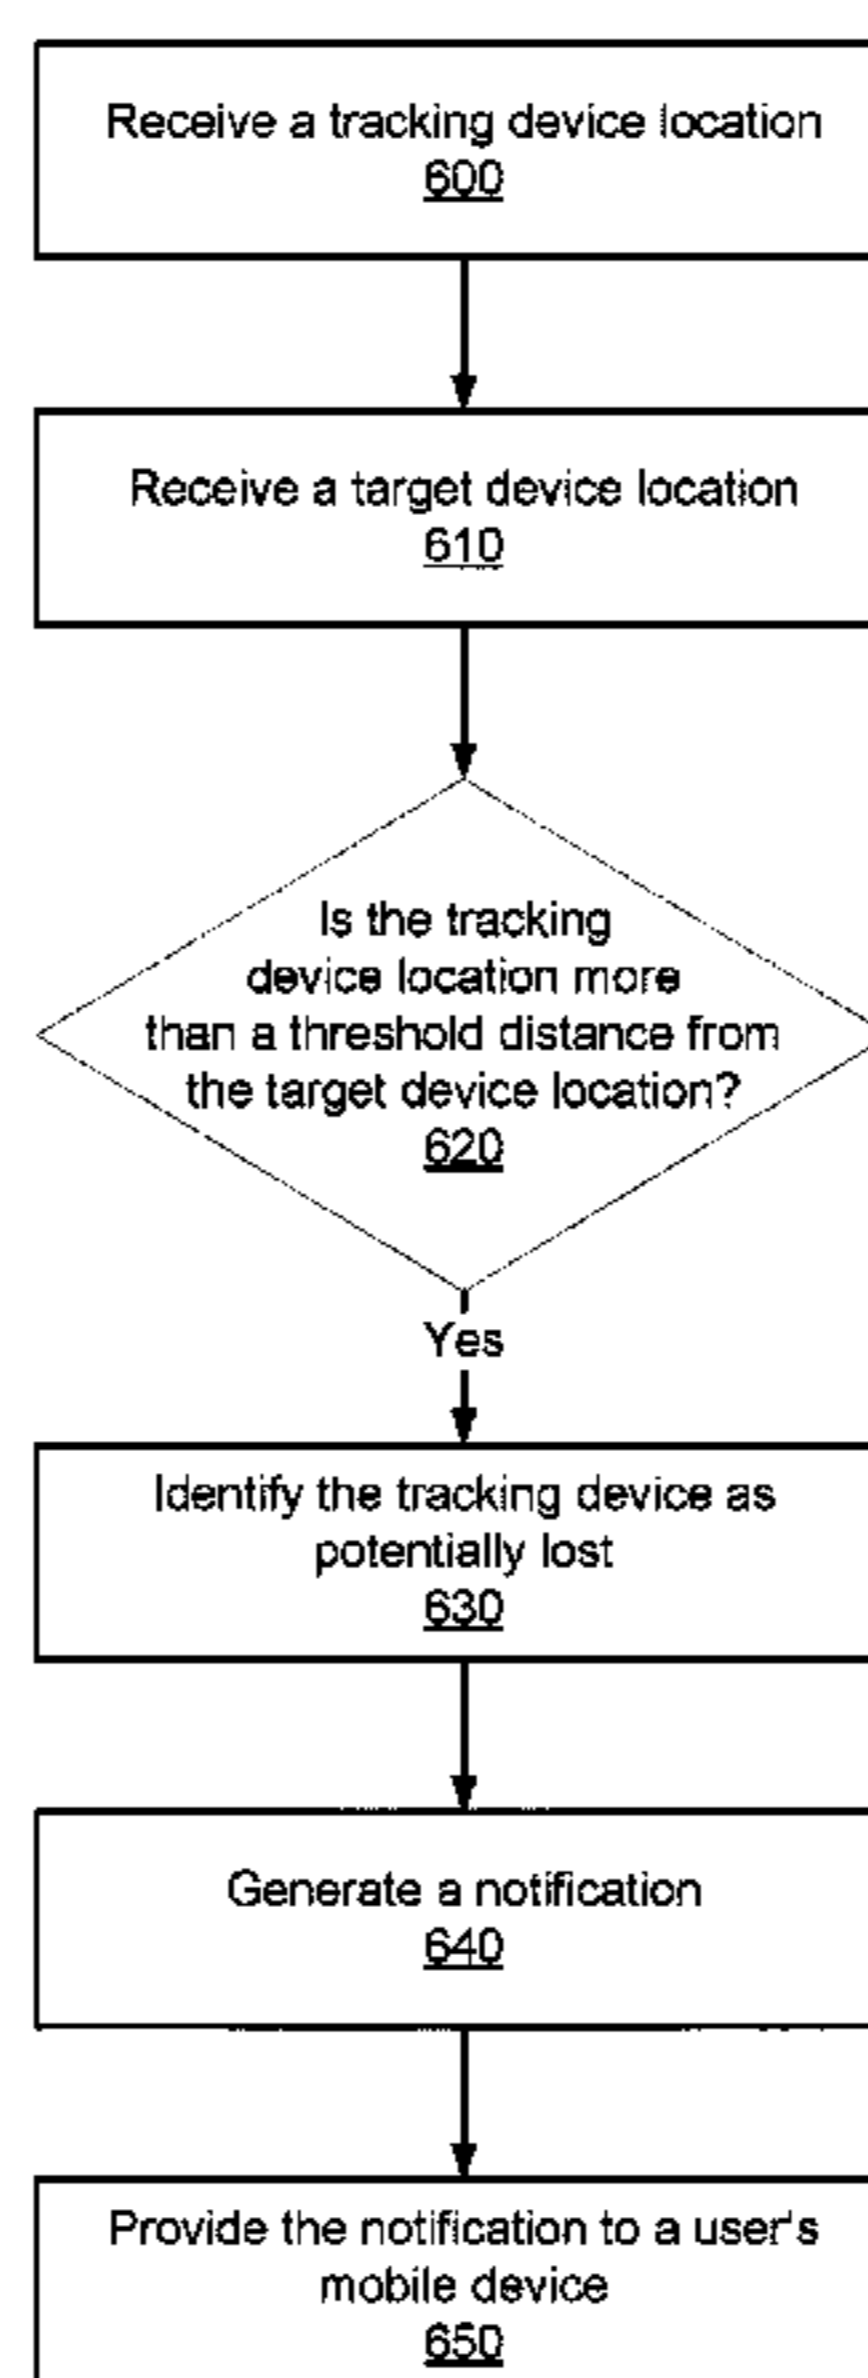 Receive a tracking device location
600
Receive a target device location
610
Is the tracking
device location more
than a threshold distance from
the target device location?
620
Yes
Identify the tracking device as
potentially lost
630
Generate a notification
640
Provide the notification to a user's
mobile device
650